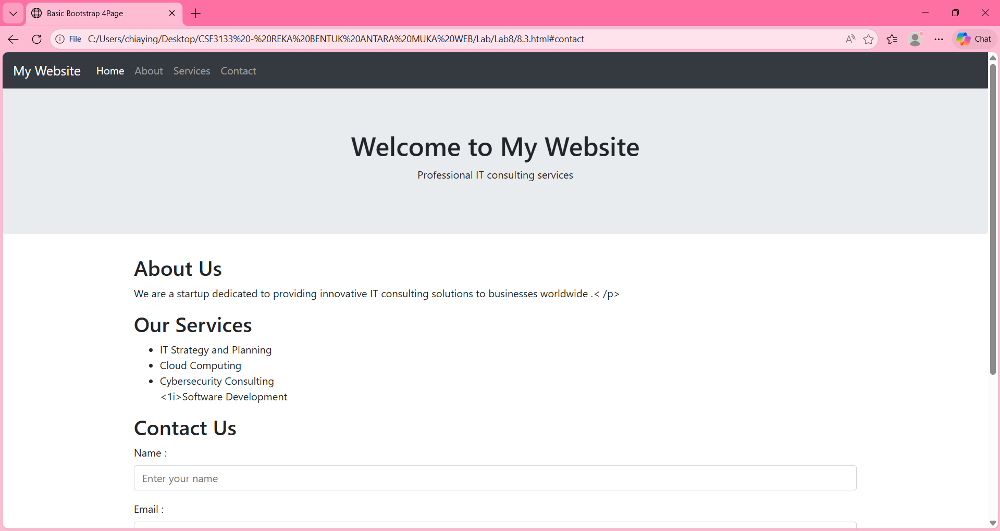 Basic Bootstrap 4Page
File C:/Users/chiaying/Desktop/CSF3133%20-%20REKA%20BENTUK%20ANTARA%20MUKA%20WEB/Lab/Lab8/8.3.html#contact
Chat
My Website Home About Services Contact
Welcome to My Website
Professional IT consulting services
About Us
We are a startup dedicated to providing innovative IT consulting solutions to businesses worldwide .< /p>
Our Services
• IT Strategy and Planning
• Cloud Computing
• Cybersecurity Consulting
<1i>Software Development
Contact Us
Name :
Enter your name
Email :